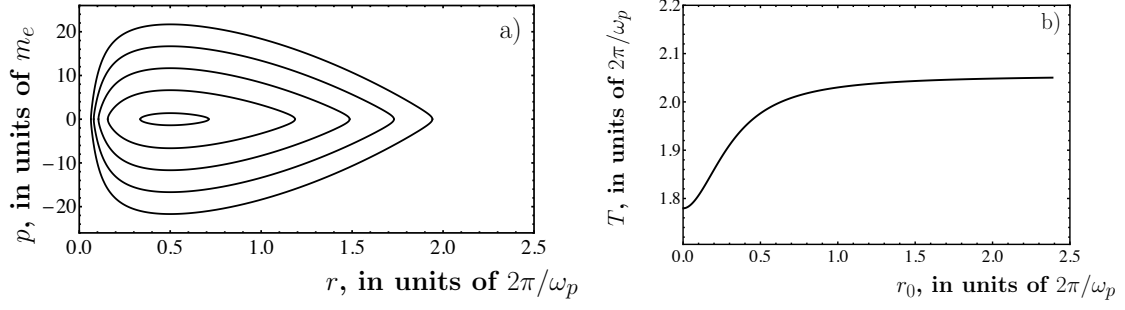 a)
p, in units of m_e
20
10
0
−10
−20
0.0 0.5 1.0 1.5 2.0 2.5
r, in units of 2π/ω_p
b)
T, in units of 2π/ω_p
2.2
2.1
2.0
1.9
1.8
0.0 0.5 1.0 1.5 2.0 2.5
r_0, in units of 2π/ω_p